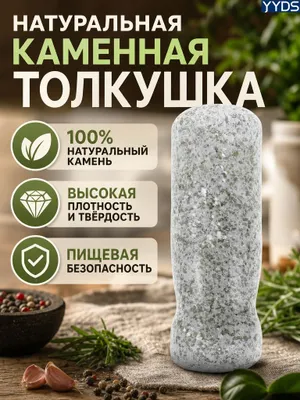 YYDS
НАТУРАЛЬНАЯ
КАМЕННАЯ
ТОЛКУШКА
100%
НАТУРАЛЬНЫЙ
КАМЕНЬ
ВЫСОКАЯ
ПЛОТНОСТЬ
И ТВЁРДОСТЬ
ПИЩЕВАЯ
БЕЗОПАСНОСТЬ